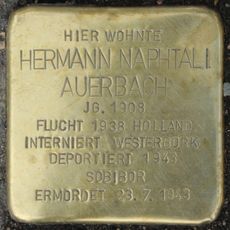 HIER WOHNTE
HERMANN NAPHTALI
AUERBACH
JG. 1908
FLUCHT 1938 HOLLAND
INTERNIERT WESTERBORK
DEPORTIERT 1943
SOBIBOR
ERMORDET 23.7.1943